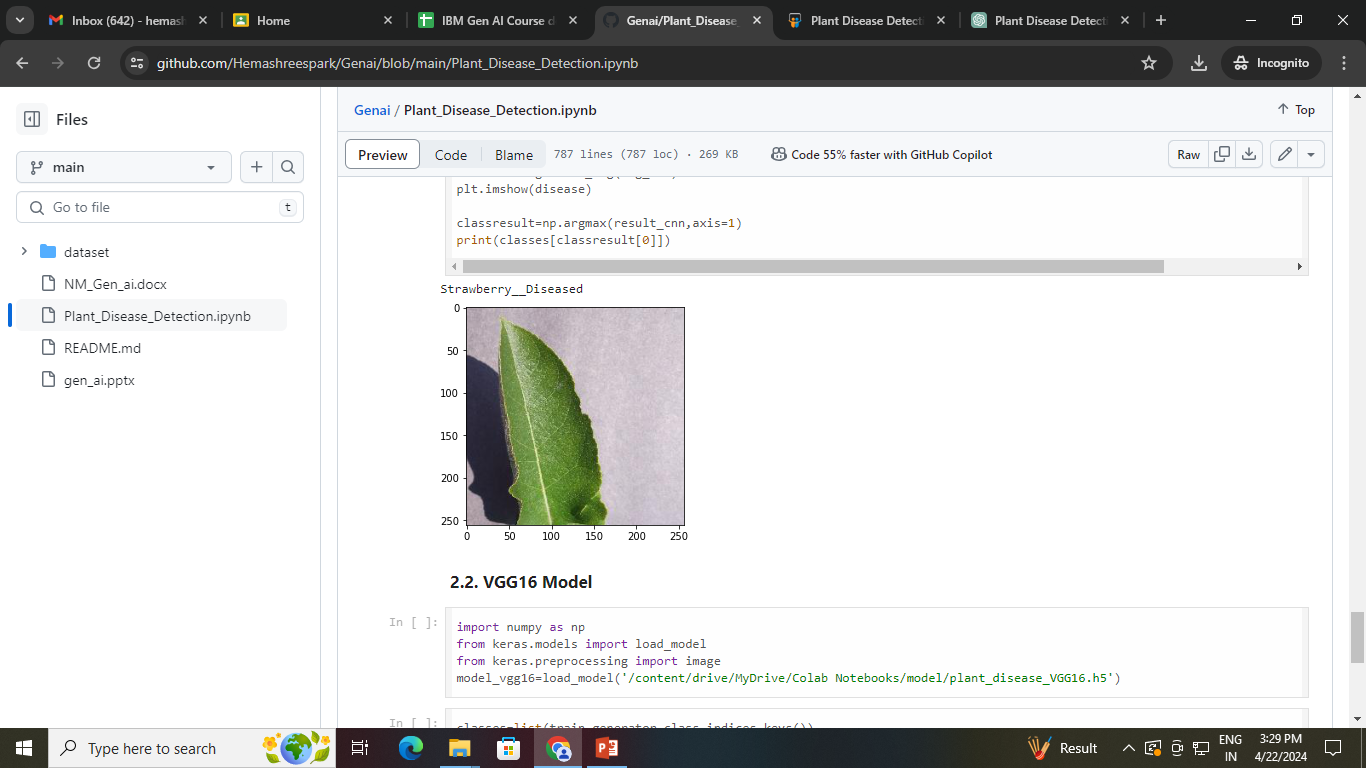 Inbox (642) - hemash
Home
IBM Gen AI Course d
Genai/Plant_Disease_
Plant Disease Detect
Plant Disease Detect
github.com/Hemashreespark/Genai/blob/main/Plant_Disease_Detection.ipynb
Incognito
Files
Genai / Plant_Disease_Detection.ipynb
Top
main
Preview
Code
Blame
787 lines (787 loc) · 269 KB
Code 55% faster with GitHub Copilot
Raw
Go to file
t
dataset
NM_Gen_ai.docx
Plant_Disease_Detection.ipynb
README.md
gen_ai.pptx
plt.imshow(disease)
classresult=np.argmax(result_cnn,axis=1)
print(classes[classresult[0]])
Strawberry__Diseased
0
50
100
150
200
250
0 50 100 150 200 250
2.2. VGG16 Model
In [ ]:
import numpy as np
from keras.models import load_model
from keras.preprocessing import image
model_vgg16=load_model('/content/drive/MyDrive/Colab Notebooks/model/plant_disease_VGG16.h5')
In [ ]:
classes=list(train_generator.class_indices.keys())
Type here to search
Result
ENG
IN
3:29 PM
4/22/2024